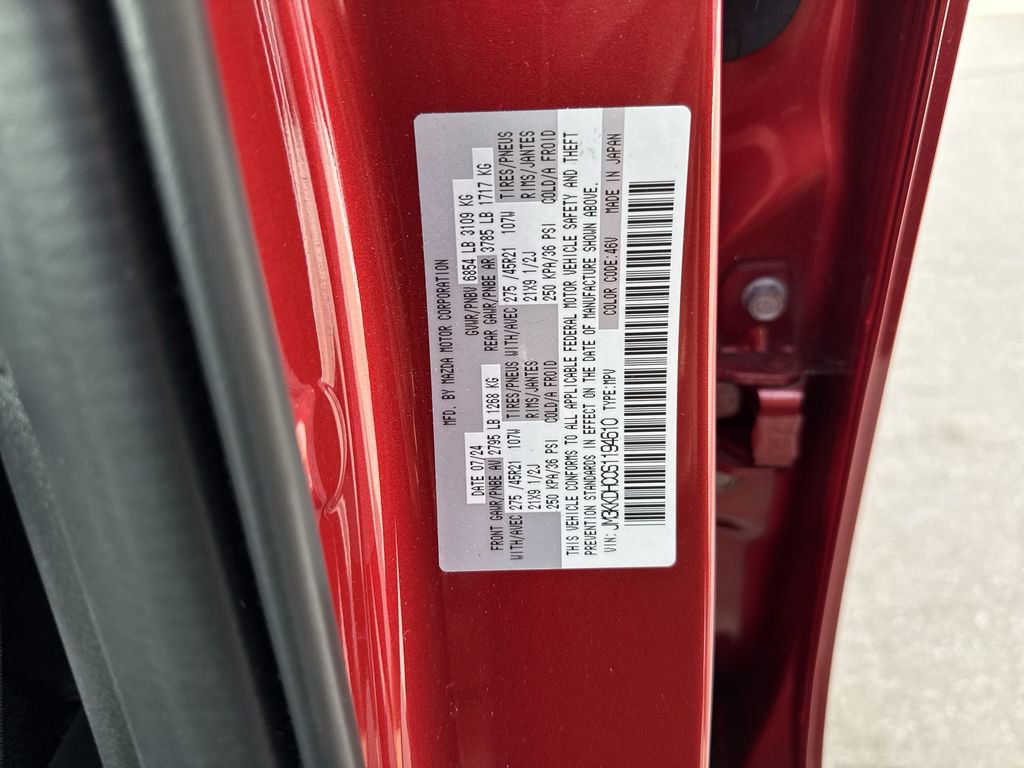 MFD. BY MAZDA MOTOR CORPORATION
DATE 07/24 GVWR/PNBV 6854 LB 3109 KG
FRONT GAWR/PNBE AV 2795 LB 1268 KG REAR GAWR/PNBE AR 3785 LB 1717 KG
WITH/AVEC 275 /45R21 107W TIRES/PNEUS WITH/AVEC 275 /45R21 107W TIRES/PNEUS
21X9 1/2J RIMS/JANTES 21X9 1/2J RIMS/JANTES
250 KPA/36 PSI COLD/A FROID 250 KPA/36 PSI COLD/A FROID
THIS VEHICLE CONFORMS TO ALL APPLICABLE FEDERAL MOTOR VEHICLE SAFETY AND THEFT
PREVENTION STANDARDS IN EFFECT ON THE DATE OF MANUFACTURE SHOWN ABOVE.
VIN: JM3KKDHC0S1194610 TYPE:MPV COLOR CODE:46V MADE IN JAPAN